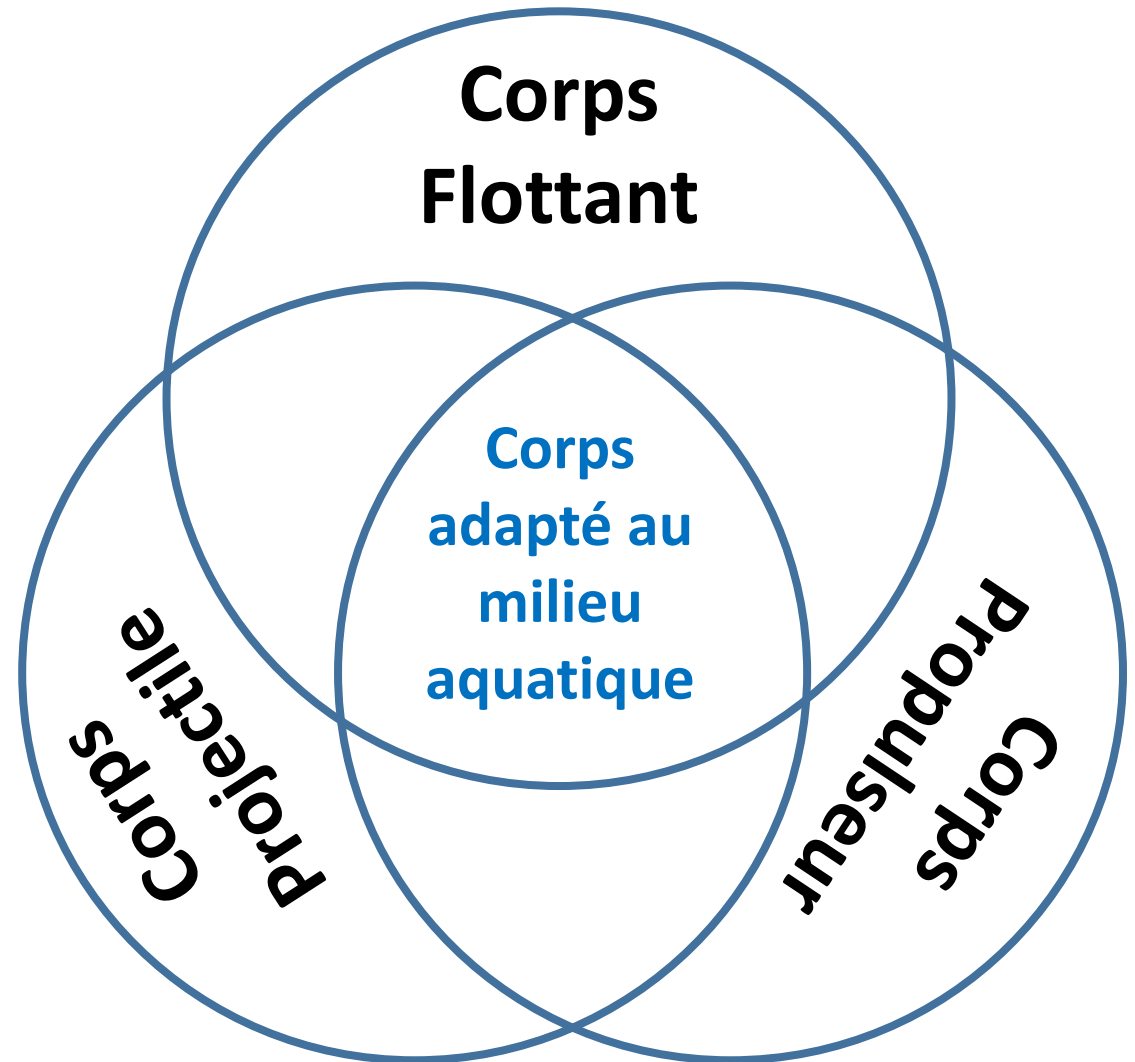 Corps
Flottant
Corps
adapté au
milieu
aquatique
Corps
Projectile
Corps
Propulseur